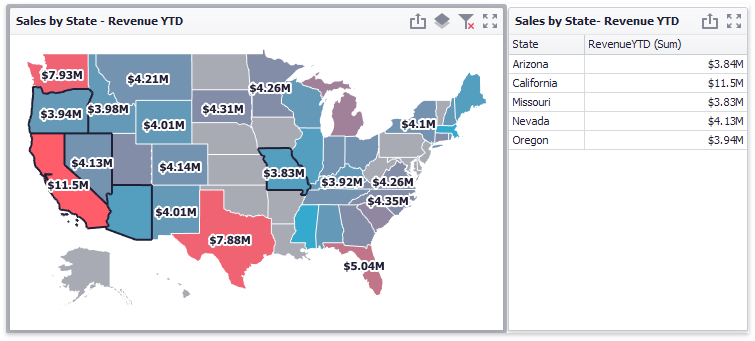 Sales by State - Revenue YTD
$7.93M
$4.21M
$4.26M
$3.94M
$3.98M
$4.31M
$4.01M
$4.1M
$4.13M
$4.14M
$3.83M
$3.92M
$4.26M
$11.5M
$4.35M
$4.01M
$7.88M
$5.04M
Sales by State- Revenue YTD
State RevenueYTD (Sum)
Arizona $3.84M
California $11.5M
Missouri $3.83M
Nevada $4.13M
Oregon $3.94M